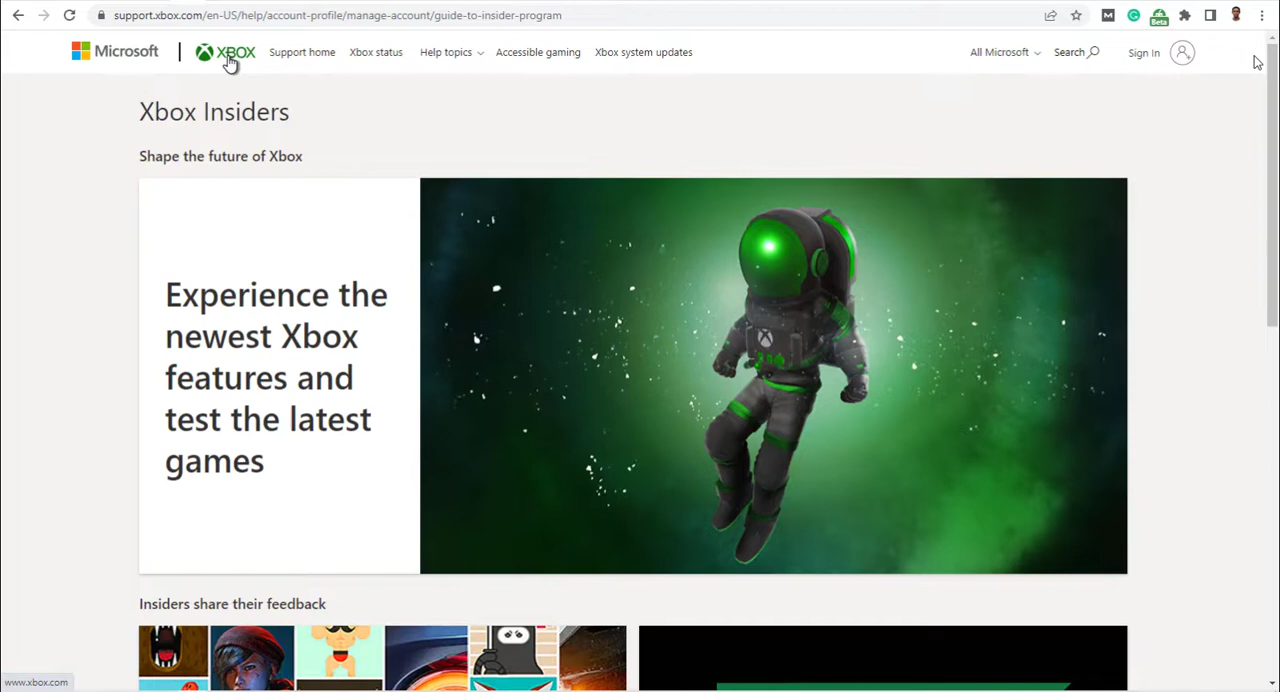 support.xbox.com/en-US/help/account-profile/manage-account/guide-to-insider-program
Beta
Microsoft XBOX Support home Xbox status Help topics Accessible gaming Xbox system updates All Microsoft Search Sign In
Xbox Insiders
Shape the future of Xbox
Experience the
newest Xbox
features and
test the latest
games
Insiders share their feedback
www.xbox.com